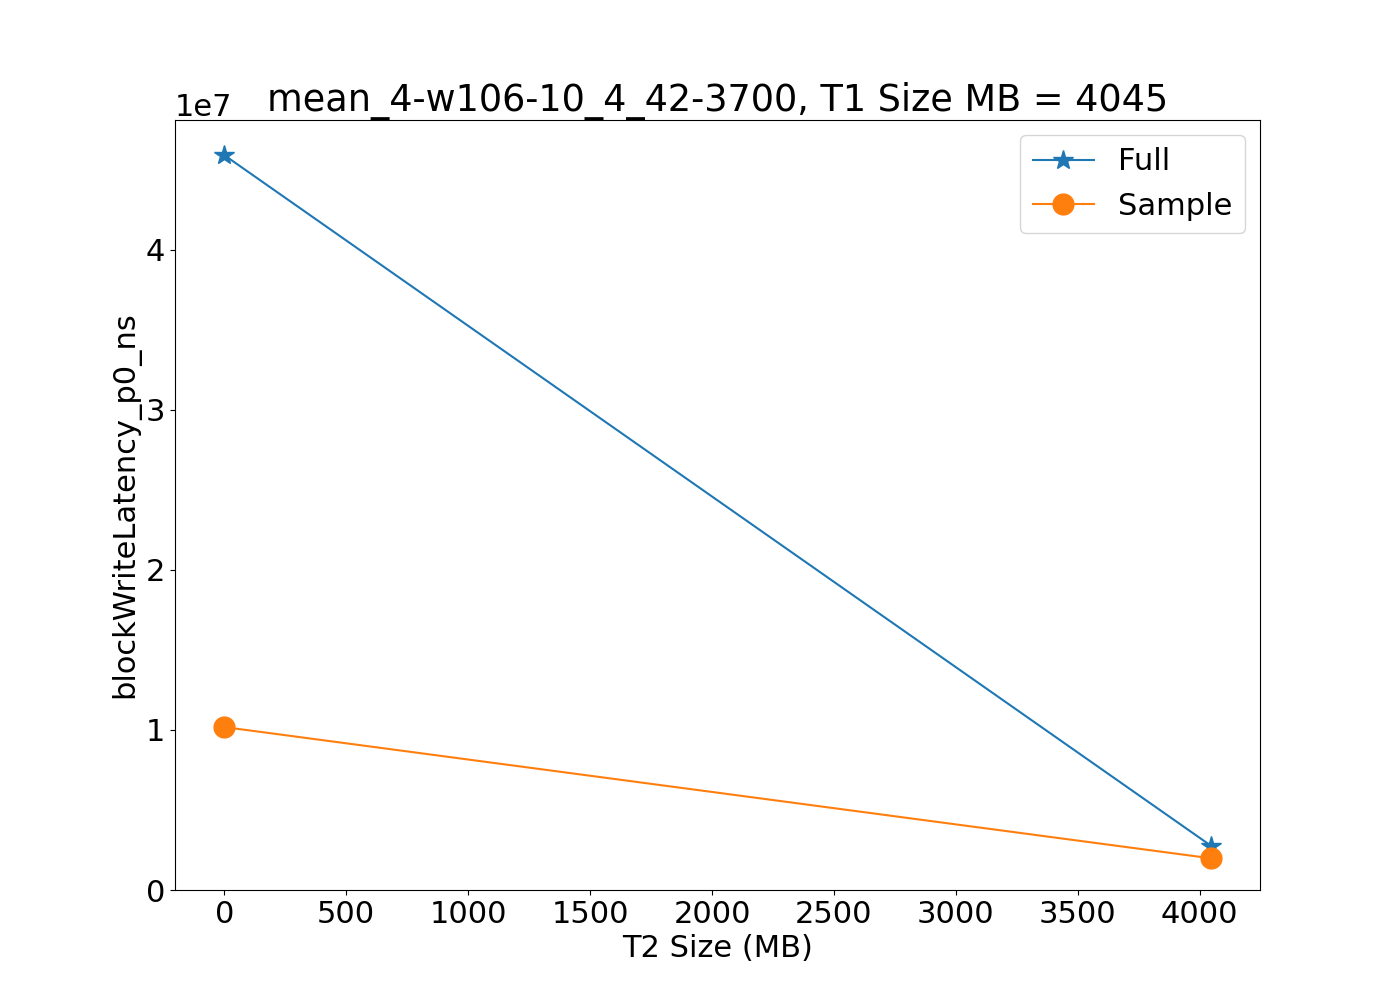 mean_4-w106-10_4_42-3700, T1 Size MB = 4045
1e7
Full
Sample
4
3
2
1
0
blockWriteLatency_p0_ns
0 500 1000 1500 2000 2500 3000 3500 4000
T2 Size (MB)